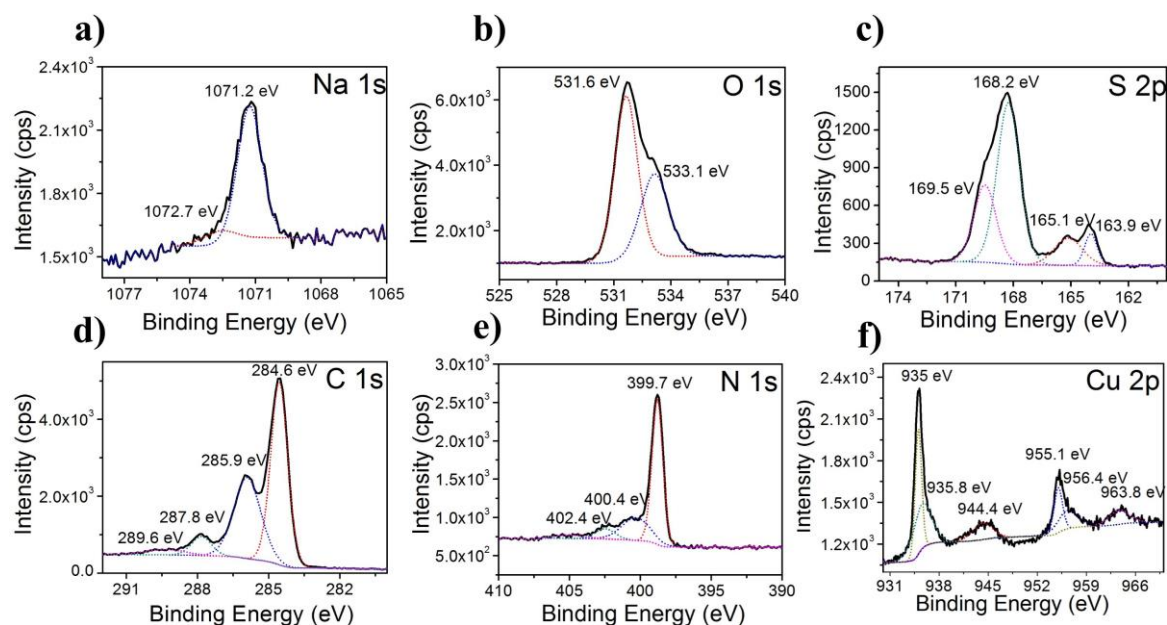 a)
Na 1s
1071.2 eV
1072.7 eV
2.4x10³
2.2x10³
1.8x10³
1.5x10³
Intensity (cps)
1077 1074 1071 1068 1065
Binding Energy (eV)
b)
O 1s
531.6 eV
533.1 eV
6.0x10³
4.0x10³
2.0x10³
Intensity (cps)
525 528 531 534 537 540
Binding Energy (eV)
c)
S 2p
168.2 eV
169.5 eV
165.1 eV
163.9 eV
1500
1200
900
600
300
0
Intensity (cps)
174 171 168 165 162
Binding Energy (eV)
d)
C 1s
284.6 eV
285.9 eV
287.8 eV
289.6 eV
4.0x10³
2.0x10³
0.0
Intensity (cps)
291 288 285 282
Binding Energy (eV)
e)
N 1s
399.7 eV
400.4 eV
402.4 eV
3.0x10³
2.5x10³
2.0x10³
1.5x10³
1.0x10³
5.0x10²
Intensity (cps)
410 405 400 395 390
Binding Energy (eV)
f)
Cu 2p
935 eV
935.8 eV
944.4 eV
955.1 eV
956.4 eV
963.8 eV
2.4x10³
1.8x10³
1.5x10³
1.2x10³
Intensity (cps)
931 938 945 952 959 966
Binding Energy (eV)